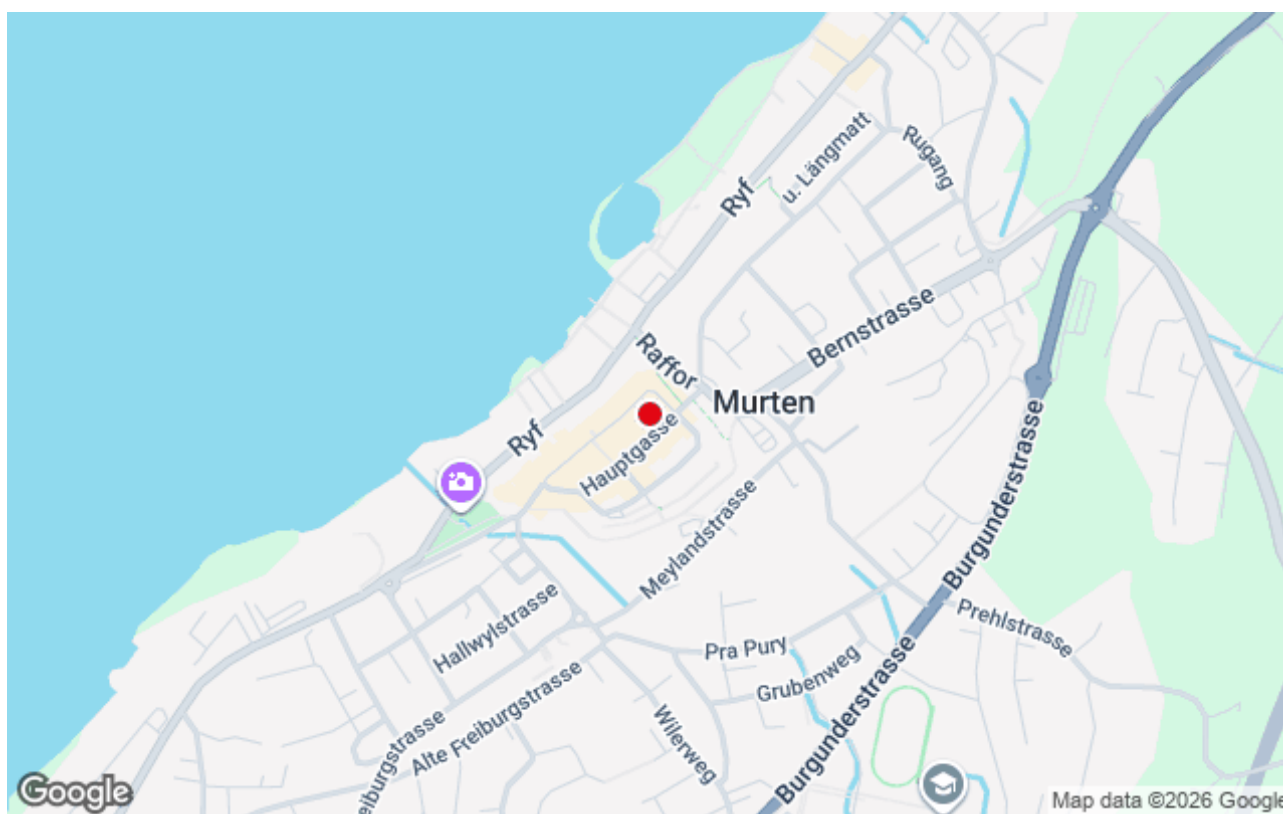 u. Längmatt
Rugang
Ryf
Bernstrasse
Raffor
Murten
Ryf
Hauptgasse
Meylandstrasse
Burgunderstrasse
Hallwylstrasse
Prehlstrasse
Pra Pury
Grubenweg
Alte Freiburgstrasse
eiburgstrasse
Wilerweg
Burgunderstrasse
Google
Map data ©2026 Google